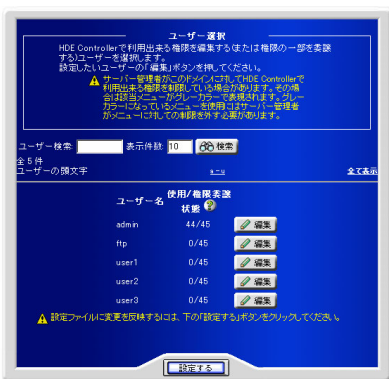 ユーザー選択
HDE Controllerで利用出来る権限を編集する(または権限の一部を委譲
する)ユーザーを選択します。
設定したいユーザーの「編集」ボタンを押してください。
サーバー管理者がこのドメインに対してHDE Controllerで
利用出来る権限を制限している場合があります。その場
合は該当メニューがグレーカラーで表現されます。グレー
カラーになっているメニューを使用にはサーバー管理者
がメニューに対しての制限を外す必要があります。
ユーザー検索: 表示件数: 10 検索
全5件
ユーザーの頭文字 a-u 全て表示
ユーザー名 使用/権限委譲
状態
admin 44/45 編集
ftp 0/45 編集
user1 0/45 編集
user2 0/45 編集
user3 0/45 編集
設定ファイルに変更を反映するには、下の「設定する」ボタンをクリックしてください。
設定する